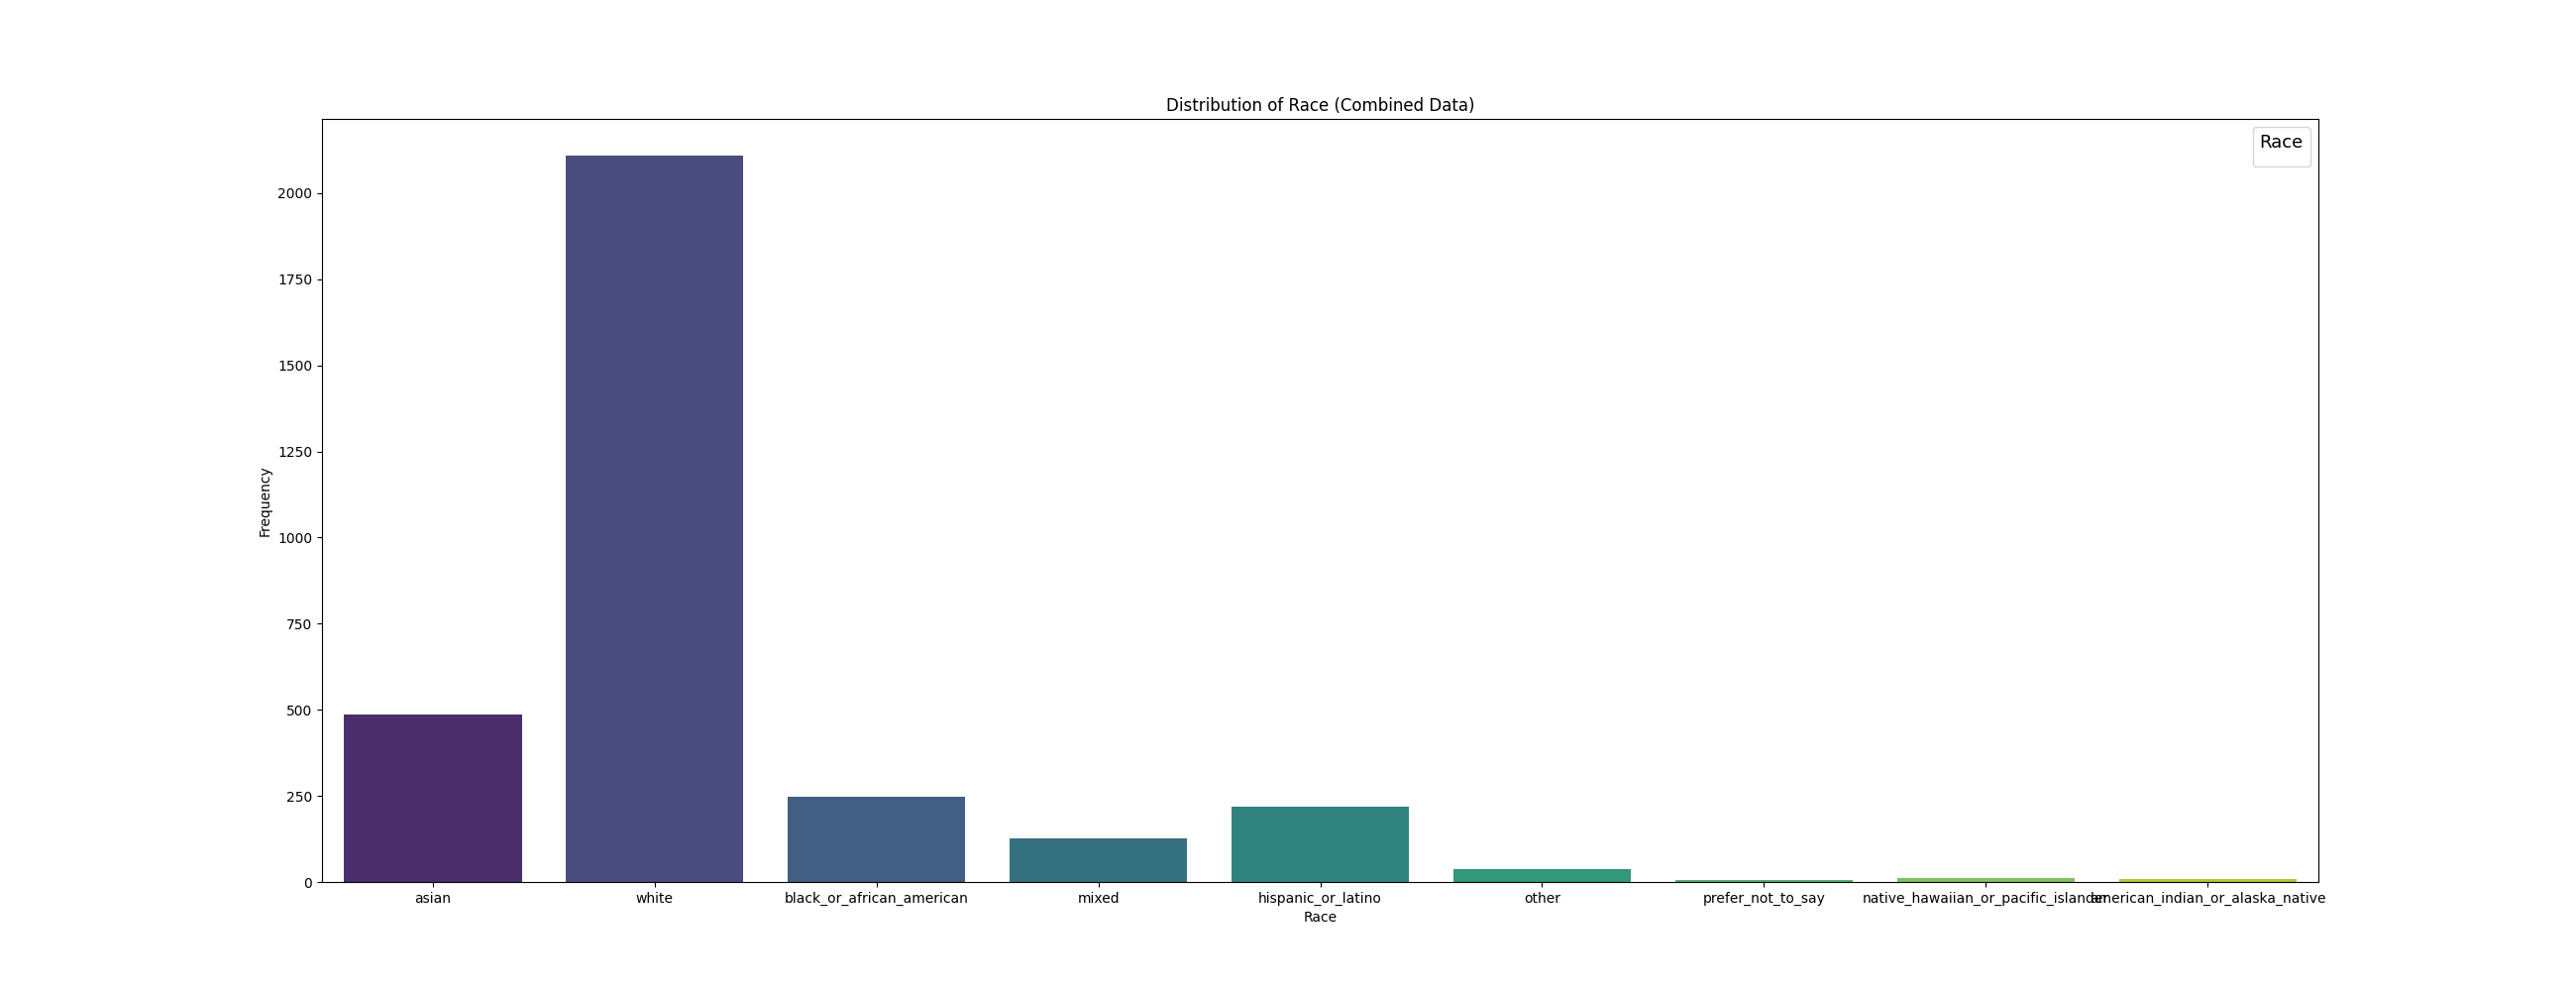 Distribution of Race (Combined Data)
Race
2000
1750
1500
1250
1000
750
500
250
0
Frequency
asian white black_or_african_american mixed hispanic_or_latino other prefer_not_to_say native_hawaiian_or_pacific_islander american_indian_or_alaska_native
Race